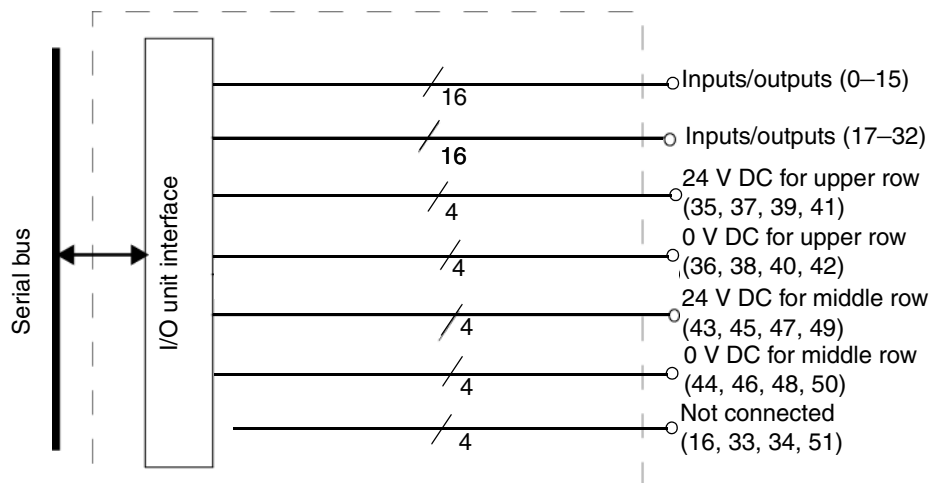 Serial bus
I/O unit interface
16
Inputs/outputs (0–15)
16
Inputs/outputs (17–32)
4
24 V DC for upper row
(35, 37, 39, 41)
4
0 V DC for upper row
(36, 38, 40, 42)
4
24 V DC for middle row
(43, 45, 47, 49)
4
0 V DC for middle row
(44, 46, 48, 50)
4
Not connected
(16, 33, 34, 51)